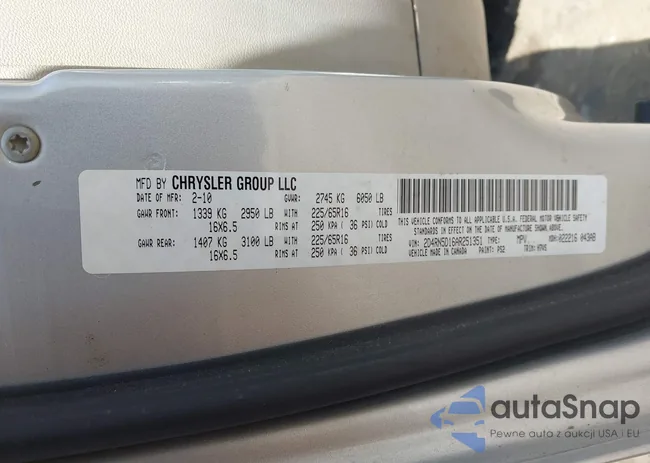 MFD BY CHRYSLER GROUP LLC
DATE OF MFR: 2-10 GVWR: 2745 KG 6050 LB
GAWR FRONT: 1339 KG 2950 LB WITH 225/65R16 TIRES
16X6.5 RIMS AT 250 KPA ( 36 PSI) COLD
GAWR REAR: 1407 KG 3100 LB WITH 225/65R16 TIRES
16X6.5 RIMS AT 250 KPA ( 36 PSI) COLD
THIS VEHICLE CONFORMS TO ALL APPLICABLE U.S.A. FEDERAL MOTOR VEHICLE SAFETY
STANDARDS IN EFFECT ON THE DATE OF MANUFACTURE SHOWN ABOVE.
VIN: 2D4RN5D16AR251351 TYPE: MPV MDH: 022216 043AB
VEHICLE MADE IN CANADA PAINT: PS2 TRIM:
autoSnap
Pewne auta z aukcji USA i EU